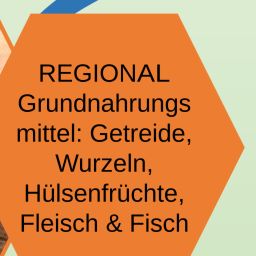 REGIONAL
Grundnahrungs
mittel: Getreide,
Wurzeln,
Hülsenfrüchte,
Fleisch & Fisch